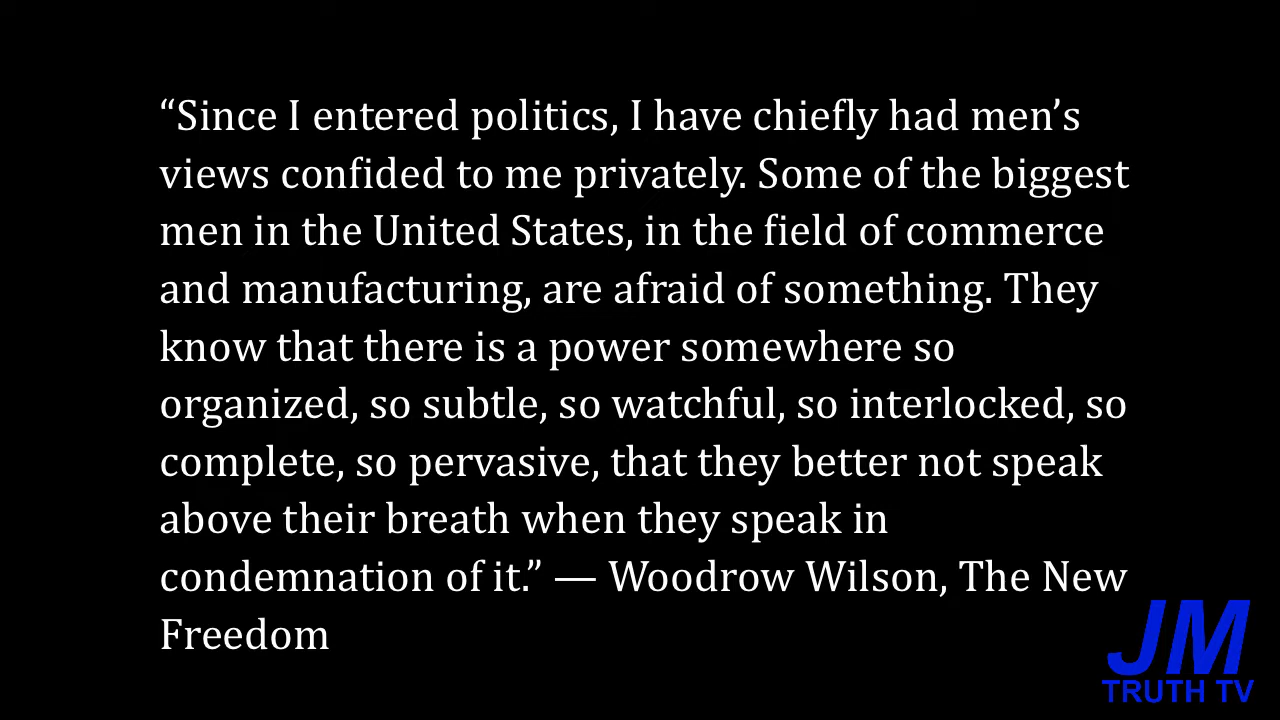 “Since I entered politics, I have chiefly had men’s
views confided to me privately. Some of the biggest
men in the United States, in the field of commerce
and manufacturing, are afraid of something. They
know that there is a power somewhere so
organized, so subtle, so watchful, so interlocked, so
complete, so pervasive, that they better not speak
above their breath when they speak in
condemnation of it.” — Woodrow Wilson, The New
Freedom
JM
TRUTH TV